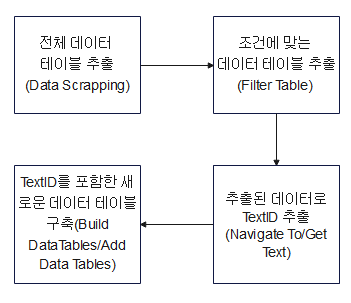 전체 데이터
테이블 추출
(Data Scrapping)
조건에 맞는
데이터 테이블 추출
(Filter Table)
추출된 데이터로
TextID 추출
(Navigate To/Get
Text)
TextID를 포함한 새
로운 데이터 테이블
구축(Build
DataTables/Add
Data Tables)